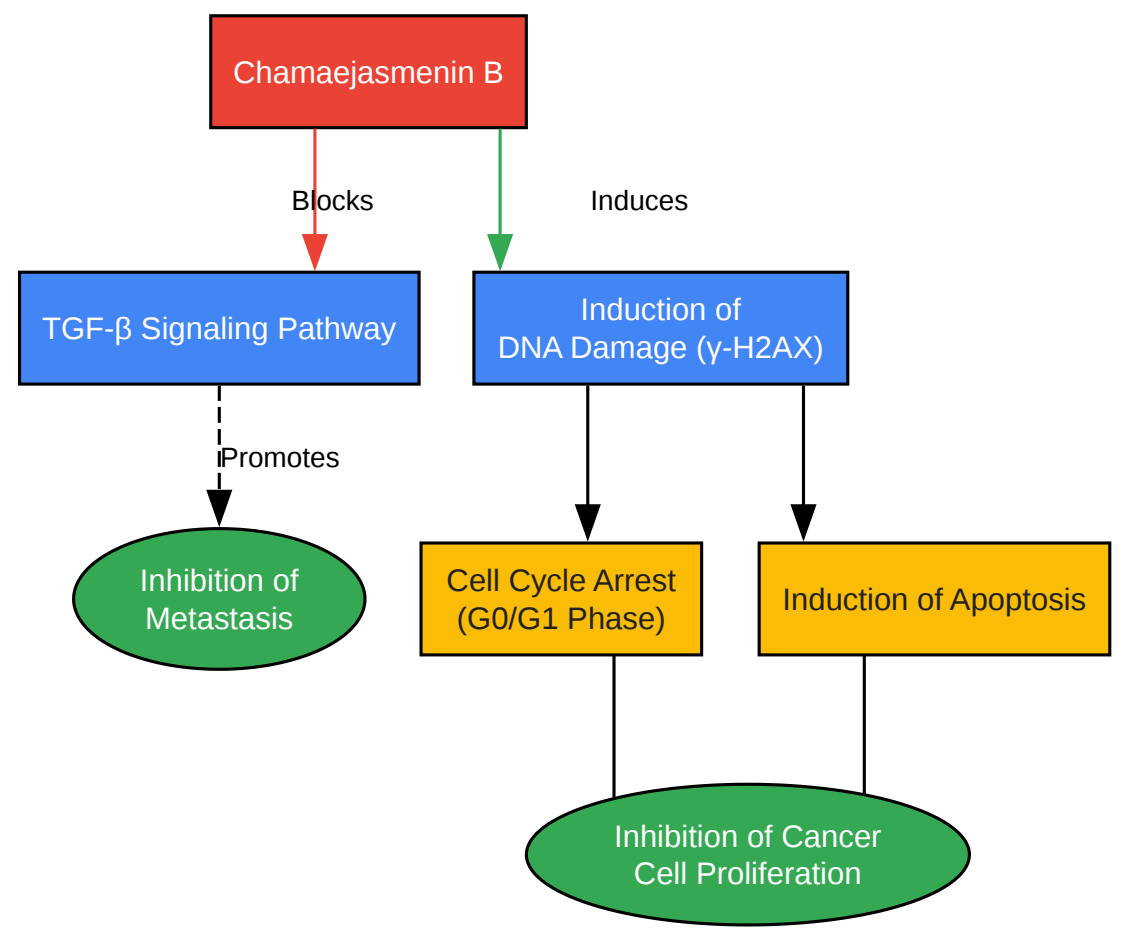 Chamaejasmenin B
Blocks
Induces
TGF-β Signaling Pathway
Induction of
DNA Damage (γ-H2AX)
Promotes
Inhibition of
Metastasis
Cell Cycle Arrest
(G0/G1 Phase)
Induction of Apoptosis
Inhibition of Cancer
Cell Proliferation